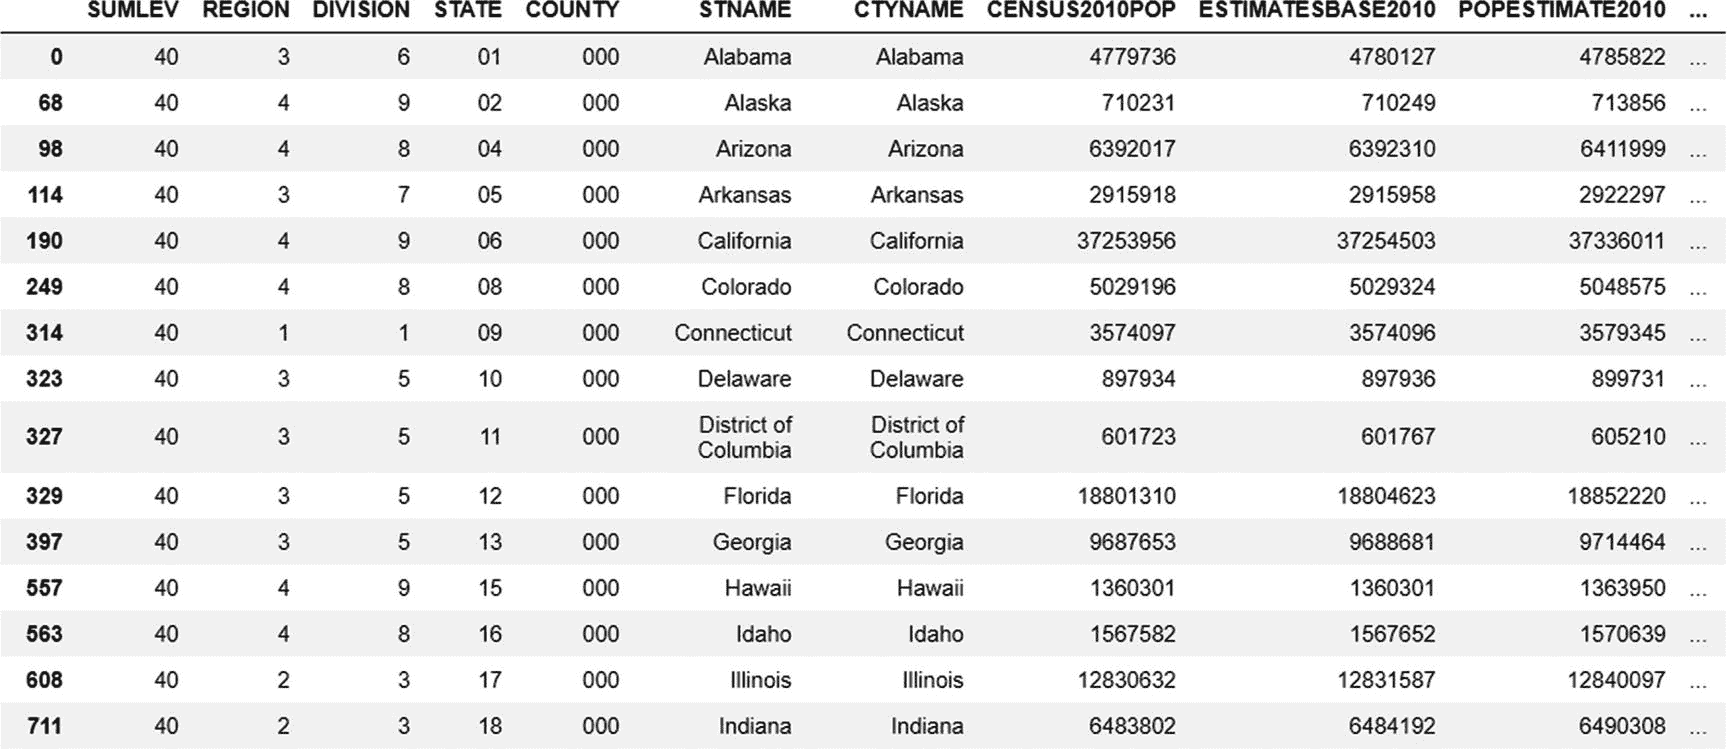 SUMLEV REGION DIVISION STATE COUNTY STNAME CTYNAME CENSUS2010POP ESTIMATESBASE2010 POPESTIMATE2010 ...
0 40 3 6 01 000 Alabama Alabama 4779736 4780127 4785822 ...
68 40 4 9 02 000 Alaska Alaska 710231 710249 713856 ...
98 40 4 8 04 000 Arizona Arizona 6392017 6392310 6411999 ...
114 40 3 7 05 000 Arkansas Arkansas 2915918 2915958 2922297 ...
190 40 4 9 06 000 California California 37253956 37254503 37336011 ...
249 40 4 8 08 000 Colorado Colorado 5029196 5029324 5048575 ...
314 40 1 1 09 000 Connecticut Connecticut 3574097 3574096 3579345 ...
323 40 3 5 10 000 Delaware Delaware 897934 897936 899731 ...
327 40 3 5 11 000 District of Columbia District of Columbia 601723 601767 605210 ...
329 40 3 5 12 000 Florida Florida 18801310 18804623 18852220 ...
397 40 3 5 13 000 Georgia Georgia 9687653 9688681 9714464 ...
557 40 4 9 15 000 Hawaii Hawaii 1360301 1360301 1363950 ...
563 40 4 8 16 000 Idaho Idaho 1567582 1567652 1570639 ...
608 40 2 3 17 000 Illinois Illinois 12830632 12831587 12840097 ...
711 40 2 3 18 000 Indiana Indiana 6483802 6484192 6490308 ...